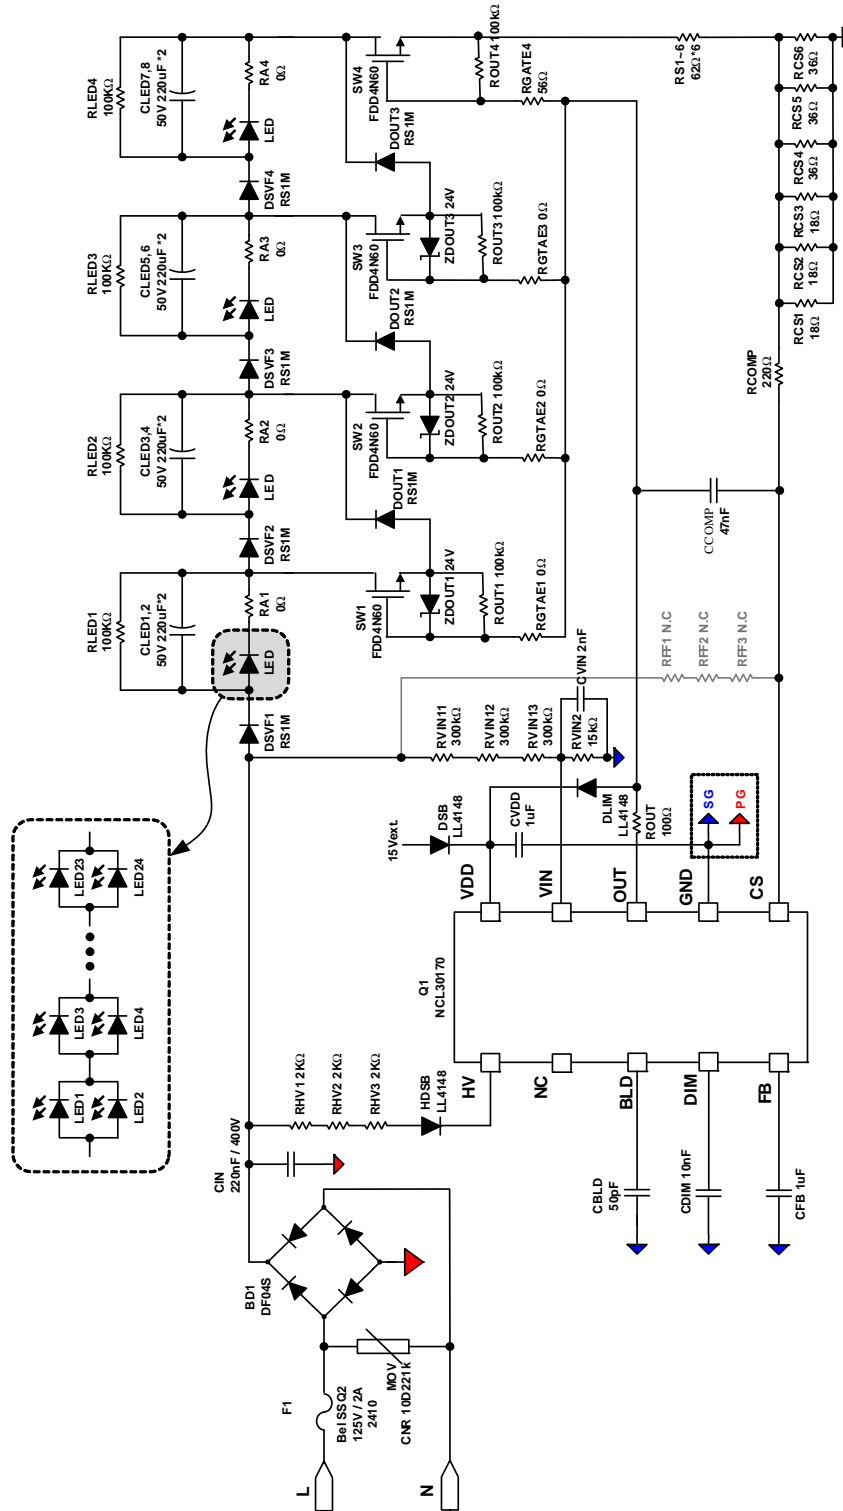 RLED4
100KΩ
CLED7,8
50V 220uF *2
RA4
0Ω
LED
DSVF4
RS1M
SW4
FDD4N60
ROUT4 100kΩ
RGATE4
56Ω
RS1~6
62Ω*6
DOUT3
RS1M
RLED3
100KΩ
CLED5,6
50V 220uF *2
RA3
0Ω
LED
DSVF3
RS1M
SW3
FDD4N60
ZDOUT3 24V
ROUT3 100kΩ
RGTAE3 0Ω
DOUT2
RS1M
RLED2
100KΩ
CLED3,4
50V 220uF*2
RA2
0Ω
LED
DSVF2
RS1M
SW2
FDD4N60
ZDOUT2 24V
ROUT2 100kΩ
RGTAE2 0Ω
DOUT1
RS1M
RLED1
100KΩ
CLED1,2
50V 220uF*2
RA1
0Ω
LED
DSVF1
RS1M
SW1
FDD4N60
ZDOUT1 24V
ROUT1 100kΩ
RGTAE1 0Ω
RCS6
36Ω
RCS5
36Ω
RCS4
36Ω
RCS3
18Ω
RCS2
18Ω
RCS1
18Ω
RCOMP
220Ω
CCOMP
47nF
RFF1 N.C
RFF2 N.C
RFF3 N.C
RVIN11
300kΩ
RVIN12
300kΩ
RVIN13
300kΩ
RVIN2
15kΩ
CVIN 2nF
15Vext.
DSB
LL4148
CVDD
1uF
DLIM
LL4148
ROUT
100Ω
SG
PG
VDD
VIN
OUT
GND
CS
Q1
NCL30170
HV
NC
BLD
DIM
FB
LED23
LED24
LED3
LED4
LED1
LED2
RHV1 2KΩ
RHV2 2KΩ
RHV3 2KΩ
HDSB
LL4148
CIN
220nF / 400V
CBLD
50pF
CDIM 10nF
CFB 1uF
BD1
DF04S
F1
Bel SSQ2
125V / 2A
2410
MOV
CNR 10D221k
L
N